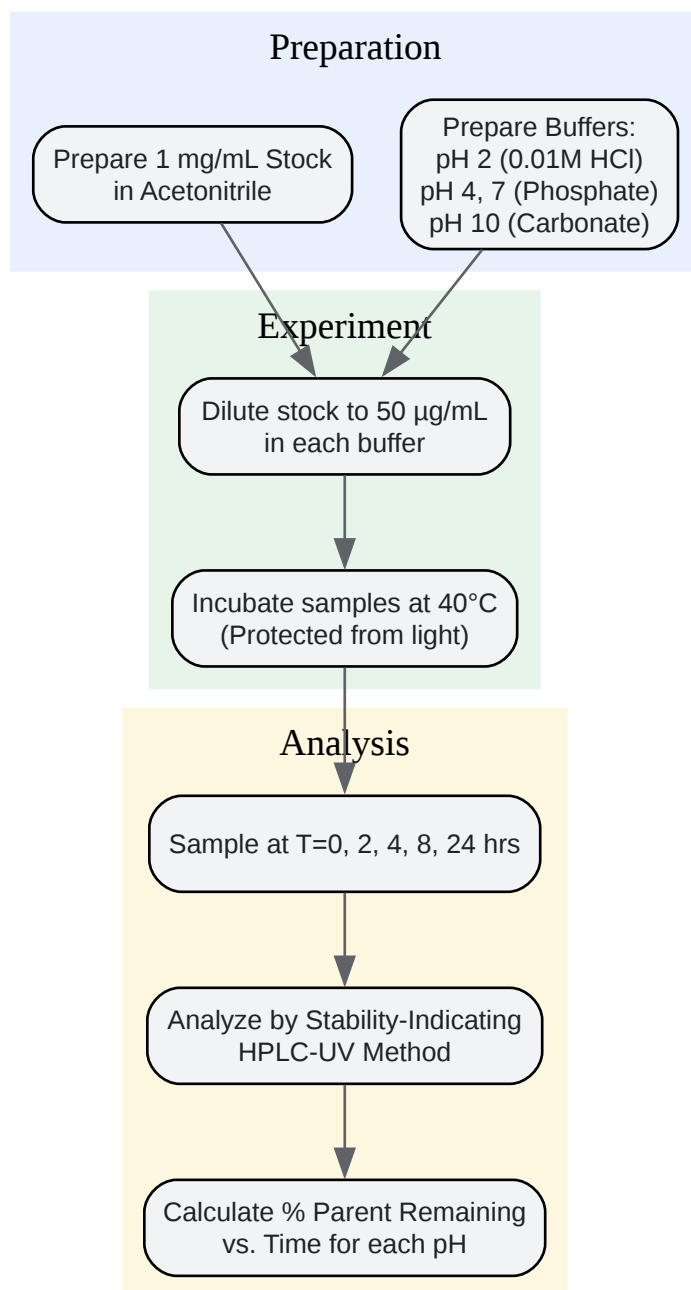 Preparation
Prepare 1 mg/mL Stock
in Acetonitrile
Prepare Buffers:
pH 2 (0.01M HCl)
pH 4, 7 (Phosphate)
pH 10 (Carbonate)
Experiment
Dilute stock to 50 µg/mL
in each buffer
Incubate samples at 40°C
(Protected from light)
Analysis
Sample at T=0, 2, 4, 8, 24 hrs
Analyze by Stability-Indicating
HPLC-UV Method
Calculate % Parent Remaining
vs. Time for each pH